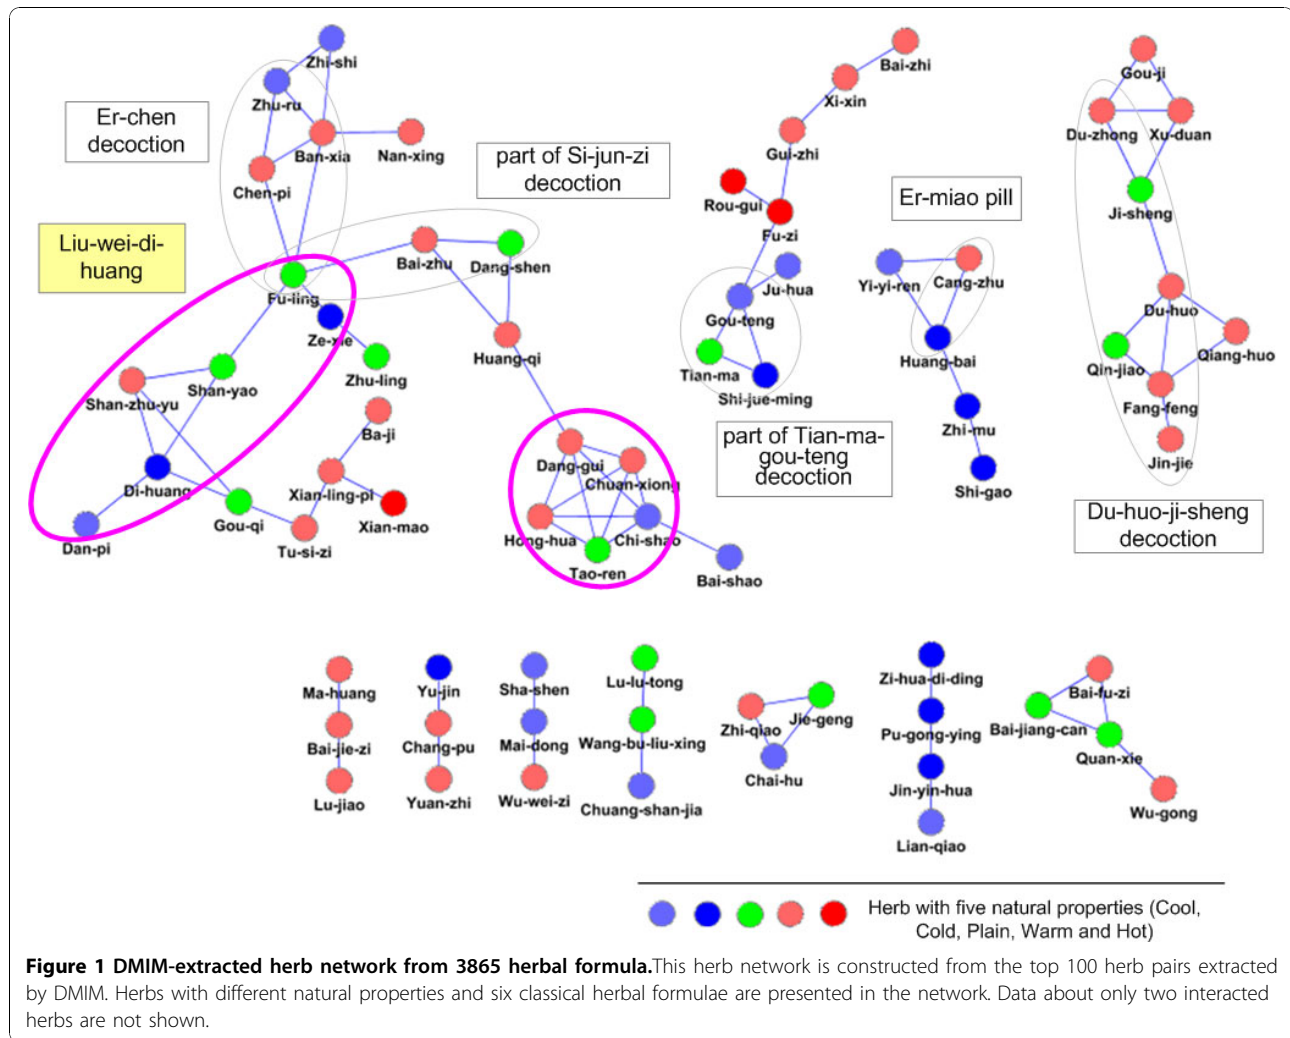 Zhi-shi
Zhu-ru
Er-chen
decoction
Ban-xia
Nan-xing
Chen-pi
part of Si-jun-zi
decoction
Liu-wei-di-
huang
Bai-zhu
Dang-shen
Fu-ling
Ze-xie
Huang-qi
Zhu-ling
Shan-yao
Shan-zhu-yu
Ba-ji
Di-huang
Xian-ling-pi
Gou-qi
Xian-mao
Dan-pi
Tu-si-zi
Dang-gui
Chuan-xiong
Hong-hua
Chi-shao
Tao-ren
Bai-shao
Bai-zhi
Xi-xin
Gui-zhi
Rou-gui
Fu-zi
Ju-hua
Gou-teng
Tian-ma
Shi-jue-ming
part of Tian-ma-
gou-teng
decoction
Er-miao pill
Yi-yi-ren
Cang-zhu
Huang-bai
Zhi-mu
Shi-gao
Gou-ji
Du-zhong
Xu-duan
Ji-sheng
Du-huo
Qiang-huo
Qin-jiao
Fang-feng
Jin-jie
Du-huo-ji-sheng
decoction
Ma-huang
Bai-jie-zi
Lu-jiao
Yu-jin
Chang-pu
Yuan-zhi
Sha-shen
Mai-dong
Wu-wei-zi
Lu-lu-tong
Wang-bu-liu-xing
Chuang-shan-jia
Zhi-qiao
Jie-geng
Chai-hu
Zi-hua-di-ding
Pu-gong-ying
Jin-yin-hua
Lian-qiao
Bai-fu-zi
Bai-jiang-can
Quan-xie
Wu-gong
Herb with five natural properties (Cool,
Cold, Plain, Warm and Hot)
Figure 1 DMIM-extracted herb network from 3865 herbal formula.This herb network is constructed from the top 100 herb pairs extracted
by DMIM. Herbs with different natural properties and six classical herbal formulae are presented in the network. Data about only two interacted
herbs are not shown.